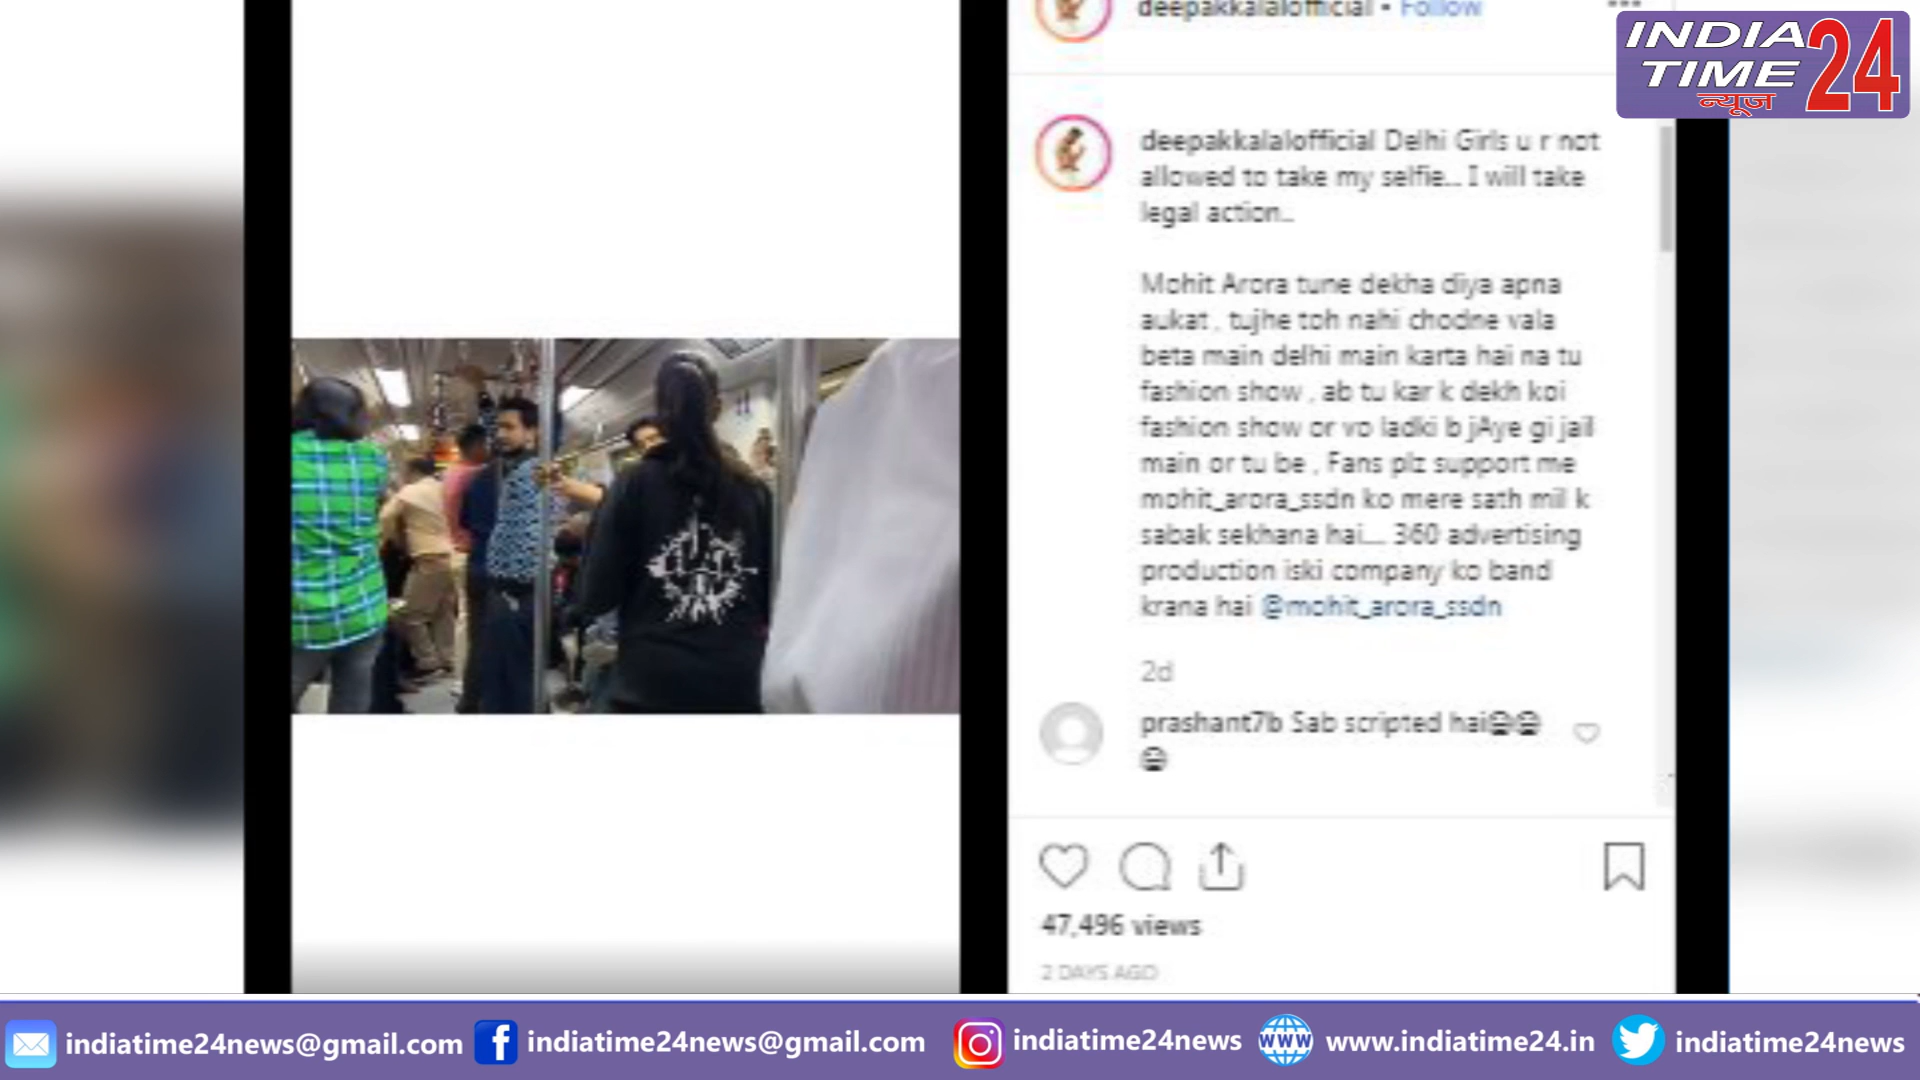 deepakkalalofficial • Follow
INDIA
TIME 24
न्यूज
deepakkalalofficial Delhi Girls u r not
allowed to take my selfie... I will take
legal action..
Mohit Arora tune dekha diya apna
aukat , tujhe toh nahi chodne vala
beta main delhi main karta hai na tu
fashion show , ab tu kar k dekh koi
fashion show or vo ladki b jAye gi jail
main or tu be , Fans plz support me
mohit_arora_ssdn ko mere sath mil k
sabak sekhana hai.... 360 advertising
production iski company ko band
krana hai @mohit_arora_ssdn
2d
prashant7b Sab scripted hai😂😂
😂
47,496 views
2 DAYS AGO
indiatime24news@gmail.com indiatime24news@gmail.com indiatime24news www.indiatime24.in indiatime24news